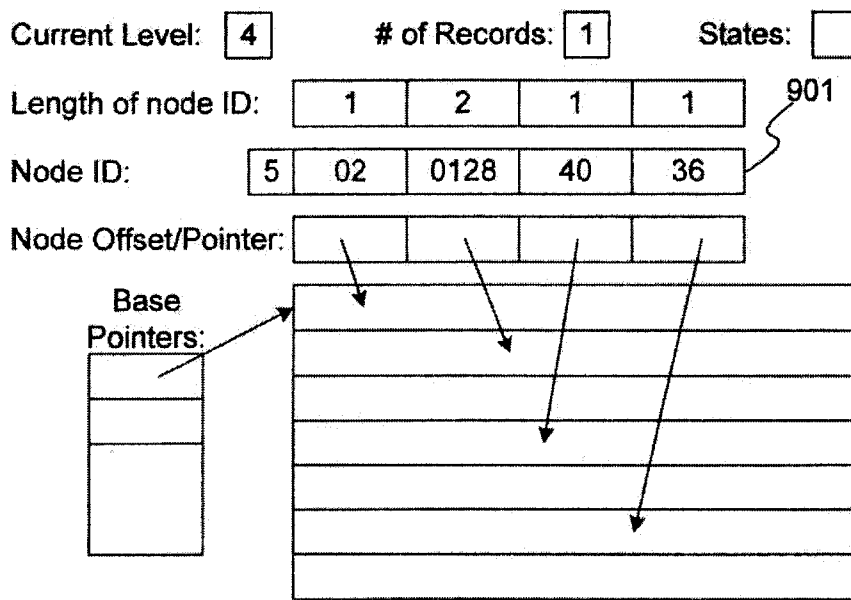 Current Level: 4 # of Records: 1 States:
Length of node ID: 1 2 1 1
901
Node ID: 5 02 0128 40 36
Node Offset/Pointer:
Base
Pointers: